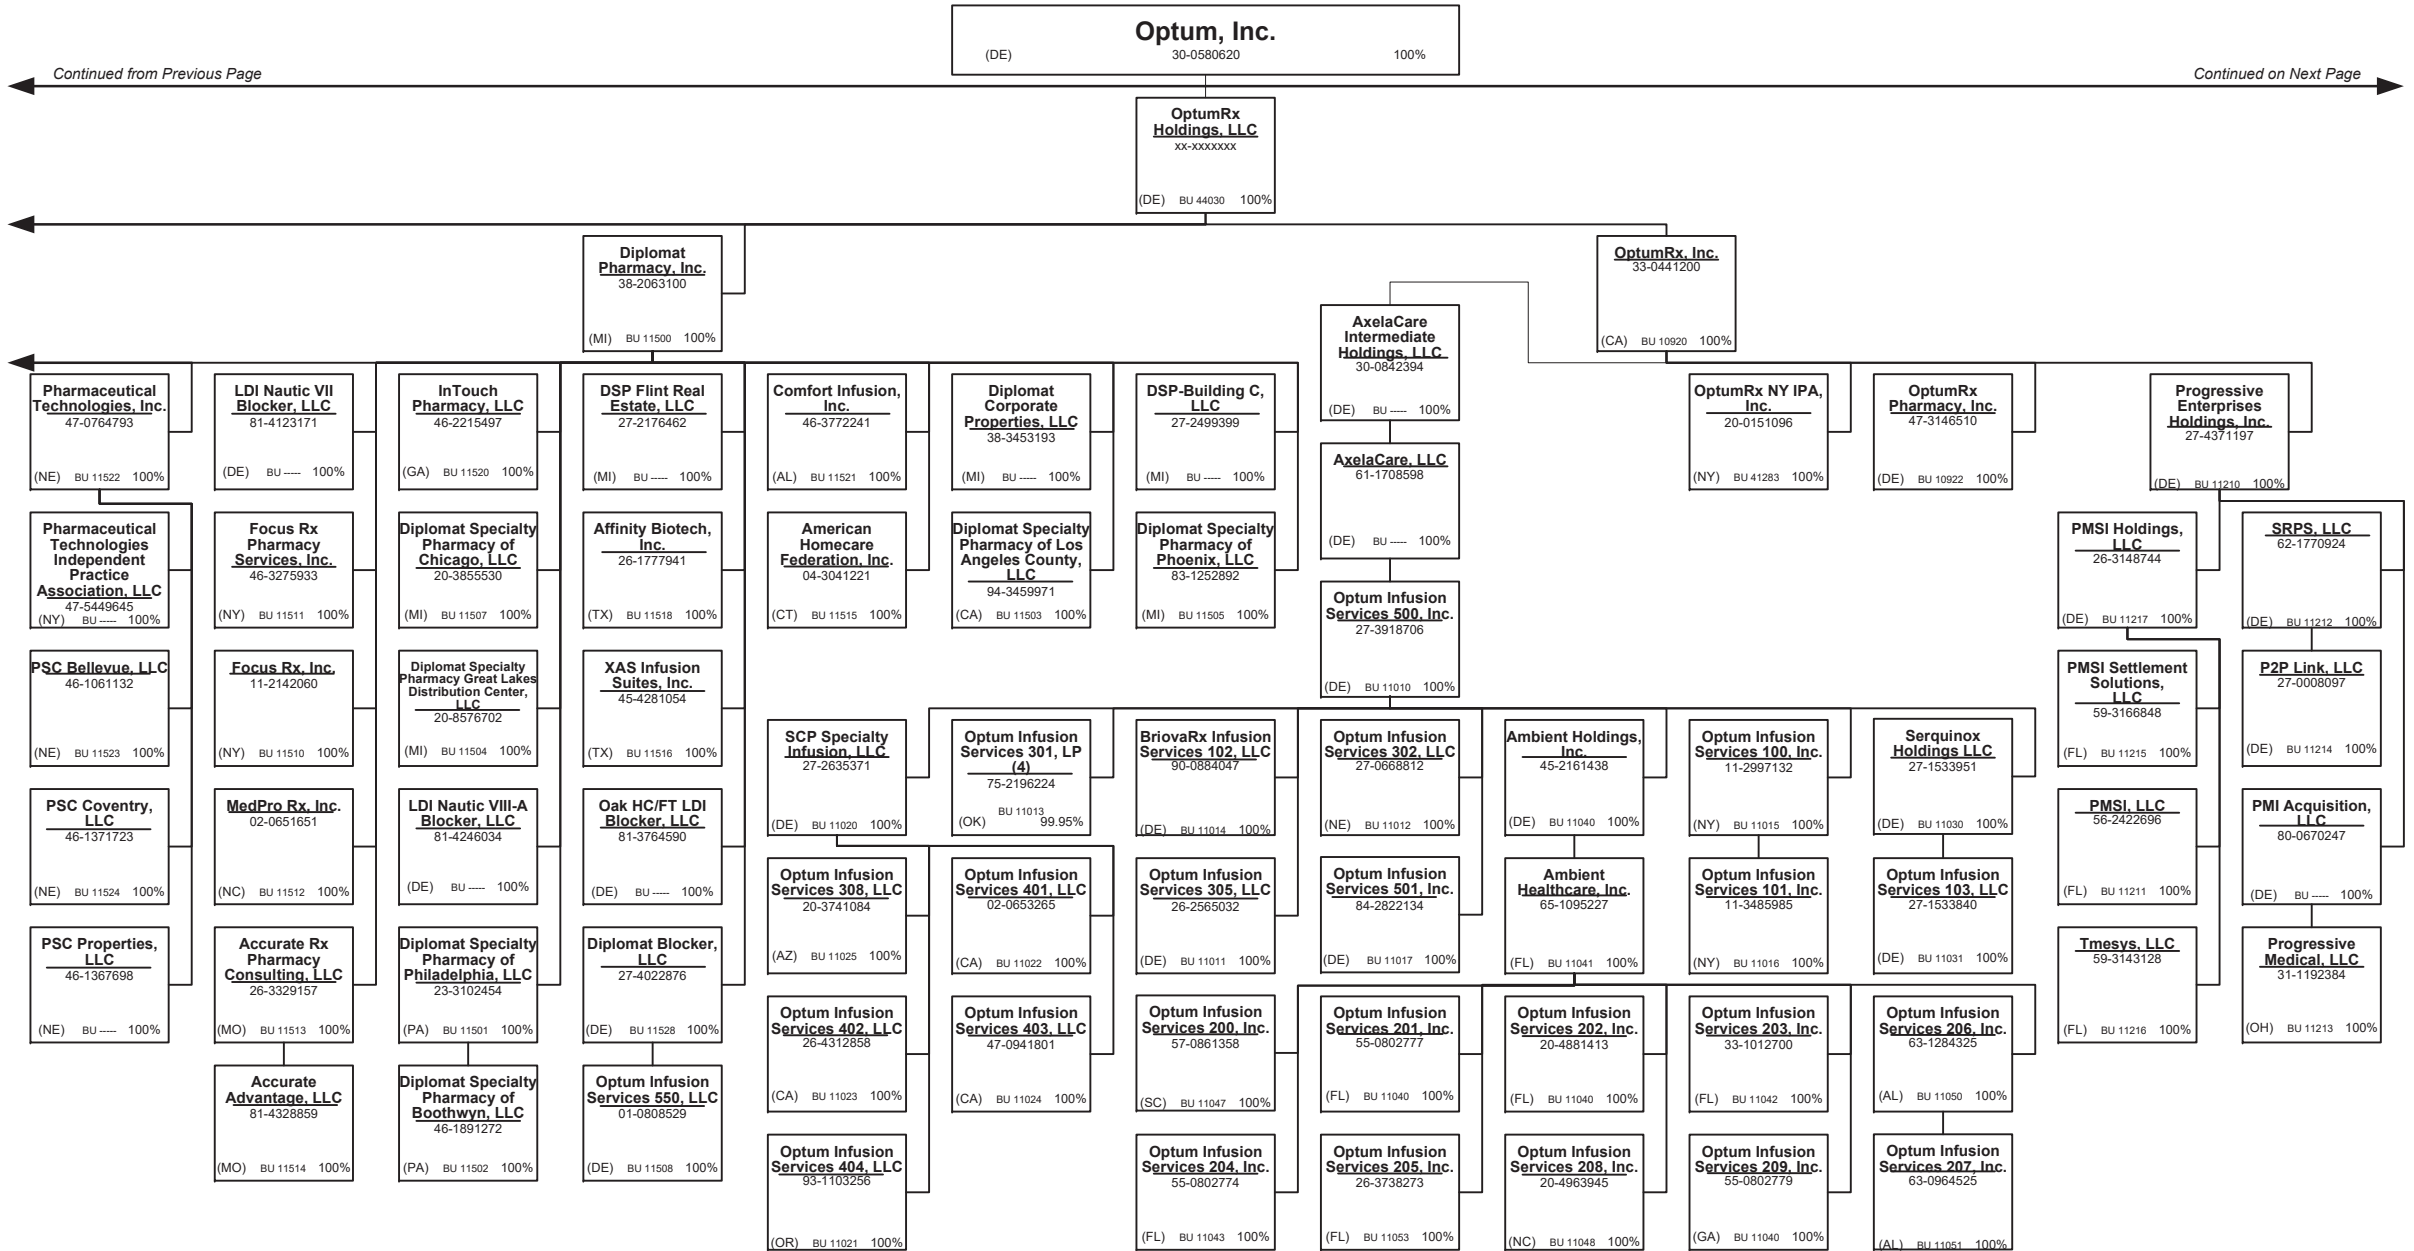 Optum, Inc.
(DE) 30-0580620 100%
Continued from Previous Page
Continued on Next Page
OptumRx
Holdings, LLC
xx-xxxxxxx
(DE) BU 44030 100%
Diplomat
Pharmacy, Inc.
38-2063100
(MI) BU 11500 100%
OptumRx, Inc.
33-0441200
(CA) BU 10920 100%
AxelaCare
Intermediate
Holdings, LLC
30-0842394
(DE) BU ----- 100%
Pharmaceutical
Technologies, Inc.
47-0764793
(NE) BU 11522 100%
LDI Nautic VII
Blocker, LLC
81-4123171
(DE) BU ----- 100%
InTouch
Pharmacy, LLC
46-2215497
(GA) BU 11520 100%
DSP Flint Real
Estate, LLC
27-2176462
(MI) BU ----- 100%
Comfort Infusion,
Inc.
46-3772241
(AL) BU 11521 100%
Diplomat
Corporate
Properties, LLC
38-3453193
(MI) BU ----- 100%
DSP-Building C,
LLC
27-2499399
(MI) BU ----- 100%
AxelaCare, LLC
61-1708598
(DE) BU ----- 100%
OptumRx NY IPA,
Inc.
20-0151096
(NY) BU 41283 100%
OptumRx
Pharmacy, Inc.
47-3146510
(DE) BU 10922 100%
Progressive
Enterprises
Holdings, Inc.
27-4371197
(DE) BU 11210 100%
Pharmaceutical
Technologies
Independent
Practice
Association, LLC
47-5449645
(NY) BU ----- 100%
Focus Rx
Pharmacy
Services, Inc.
46-3275933
(NY) BU 11511 100%
Diplomat Specialty
Pharmacy of
Chicago, LLC
20-3855530
(MI) BU 11507 100%
Affinity Biotech,
Inc.
26-1777941
(TX) BU 11518 100%
American
Homecare
Federation, Inc.
04-3041221
(CT) BU 11515 100%
Diplomat Specialty
Pharmacy of Los
Angeles County,
LLC
94-3459971
(CA) BU 11503 100%
Diplomat Specialty
Pharmacy of
Phoenix, LLC
83-1252892
(MI) BU 11505 100%
Optum Infusion
Services 500, Inc.
27-3918706
(DE) BU 11010 100%
PMSI Holdings,
LLC
26-3148744
(DE) BU 11217 100%
SRPS, LLC
62-1770924
(DE) BU 11212 100%
PSC Bellevue, LLC
46-1061132
(NE) BU 11523 100%
Focus Rx, Inc.
11-2142060
(NY) BU 11510 100%
Diplomat Specialty
Pharmacy Great Lakes
Distribution Center,
LLC
20-8576702
(MI) BU 11504 100%
XAS Infusion
Suites, Inc.
45-4281054
(TX) BU 11516 100%
PMSI Settlement
Solutions,
LLC
59-3166848
(FL) BU 11215 100%
P2P Link, LLC
27-0008097
(DE) BU 11214 100%
SCP Specialty
Infusion, LLC
27-2635371
(DE) BU 11020 100%
Optum Infusion
Services 301, LP
(4)
75-2196224
BU 11013
(OK) 99.95%
BriovaRx Infusion
Services 102, LLC
90-0884047
(DE) BU 11014 100%
Optum Infusion
Services 302, LLC
27-0668812
(NE) BU 11012 100%
Ambient Holdings,
Inc.
45-2161438
(DE) BU 11040 100%
Optum Infusion
Services 100, Inc.
11-2997132
(NY) BU 11015 100%
Serquinox
Holdings LLC
27-1533951
(DE) BU 11030 100%
PSC Coventry,
LLC
46-1371723
(NE) BU 11524 100%
MedPro Rx, Inc.
02-0651651
(NC) BU 11512 100%
LDI Nautic VIII-A
Blocker, LLC
81-4246034
(DE) BU ----- 100%
Oak HC/FT LDI
Blocker, LLC
81-3764590
(DE) BU ----- 100%
PMSI, LLC
56-2422696
(FL) BU 11211 100%
PMI Acquisition,
LLC
80-0670247
(DE) BU ----- 100%
Optum Infusion
Services 308, LLC
20-3741084
(AZ) BU 11025 100%
Optum Infusion
Services 401, LLC
02-0653265
(CA) BU 11022 100%
Optum Infusion
Services 305, LLC
26-2565032
(DE) BU 11011 100%
Optum Infusion
Services 501, Inc.
84-2822134
(DE) BU 11017 100%
Ambient
Healthcare, Inc.
65-1095227
(FL) BU 11041 100%
Optum Infusion
Services 101, Inc.
11-3485985
(NY) BU 11016 100%
Optum Infusion
Services 103, LLC
27-1533840
(DE) BU 11031 100%
PSC Properties,
LLC
46-1367698
(NE) BU ----- 100%
Accurate Rx
Pharmacy
Consulting, LLC
26-3329157
(MO) BU 11513 100%
Diplomat Specialty
Pharmacy of
Philadelphia, LLC
23-3102454
(PA) BU 11501 100%
Diplomat Blocker,
LLC
27-4022876
(DE) BU 11528 100%
Tmesys, LLC
59-3143128
(FL) BU 11216 100%
Progressive
Medical, LLC
31-1192384
(OH) BU 11213 100%
Optum Infusion
Services 402, LLC
26-4312858
(CA) BU 11023 100%
Optum Infusion
Services 403, LLC
47-0941801
(CA) BU 11024 100%
Optum Infusion
Services 200, Inc.
57-0861358
(SC) BU 11047 100%
Optum Infusion
Services 201, Inc.
55-0802777
(FL) BU 11040 100%
Optum Infusion
Services 202, Inc.
20-4881413
(FL) BU 11040 100%
Optum Infusion
Services 203, Inc.
33-1012700
(FL) BU 11042 100%
Optum Infusion
Services 206, Inc.
63-1284325
(AL) BU 11050 100%
Accurate
Advantage, LLC
81-4328859
(MO) BU 11514 100%
Diplomat Specialty
Pharmacy of
Boothwyn, LLC
46-1891272
(PA) BU 11502 100%
Optum Infusion
Services 550, LLC
01-0808529
(DE) BU 11508 100%
Optum Infusion
Services 404, LLC
93-1103256
(OR) BU 11021 100%
Optum Infusion
Services 204, Inc.
55-0802774
(FL) BU 11043 100%
Optum Infusion
Services 205, Inc.
26-3738273
(FL) BU 11053 100%
Optum Infusion
Services 208, Inc.
20-4963945
(NC) BU 11048 100%
Optum Infusion
Services 209, Inc.
55-0802779
(GA) BU 11040 100%
Optum Infusion
Services 207, Inc.
63-0964525
(AL) BU 11051 100%